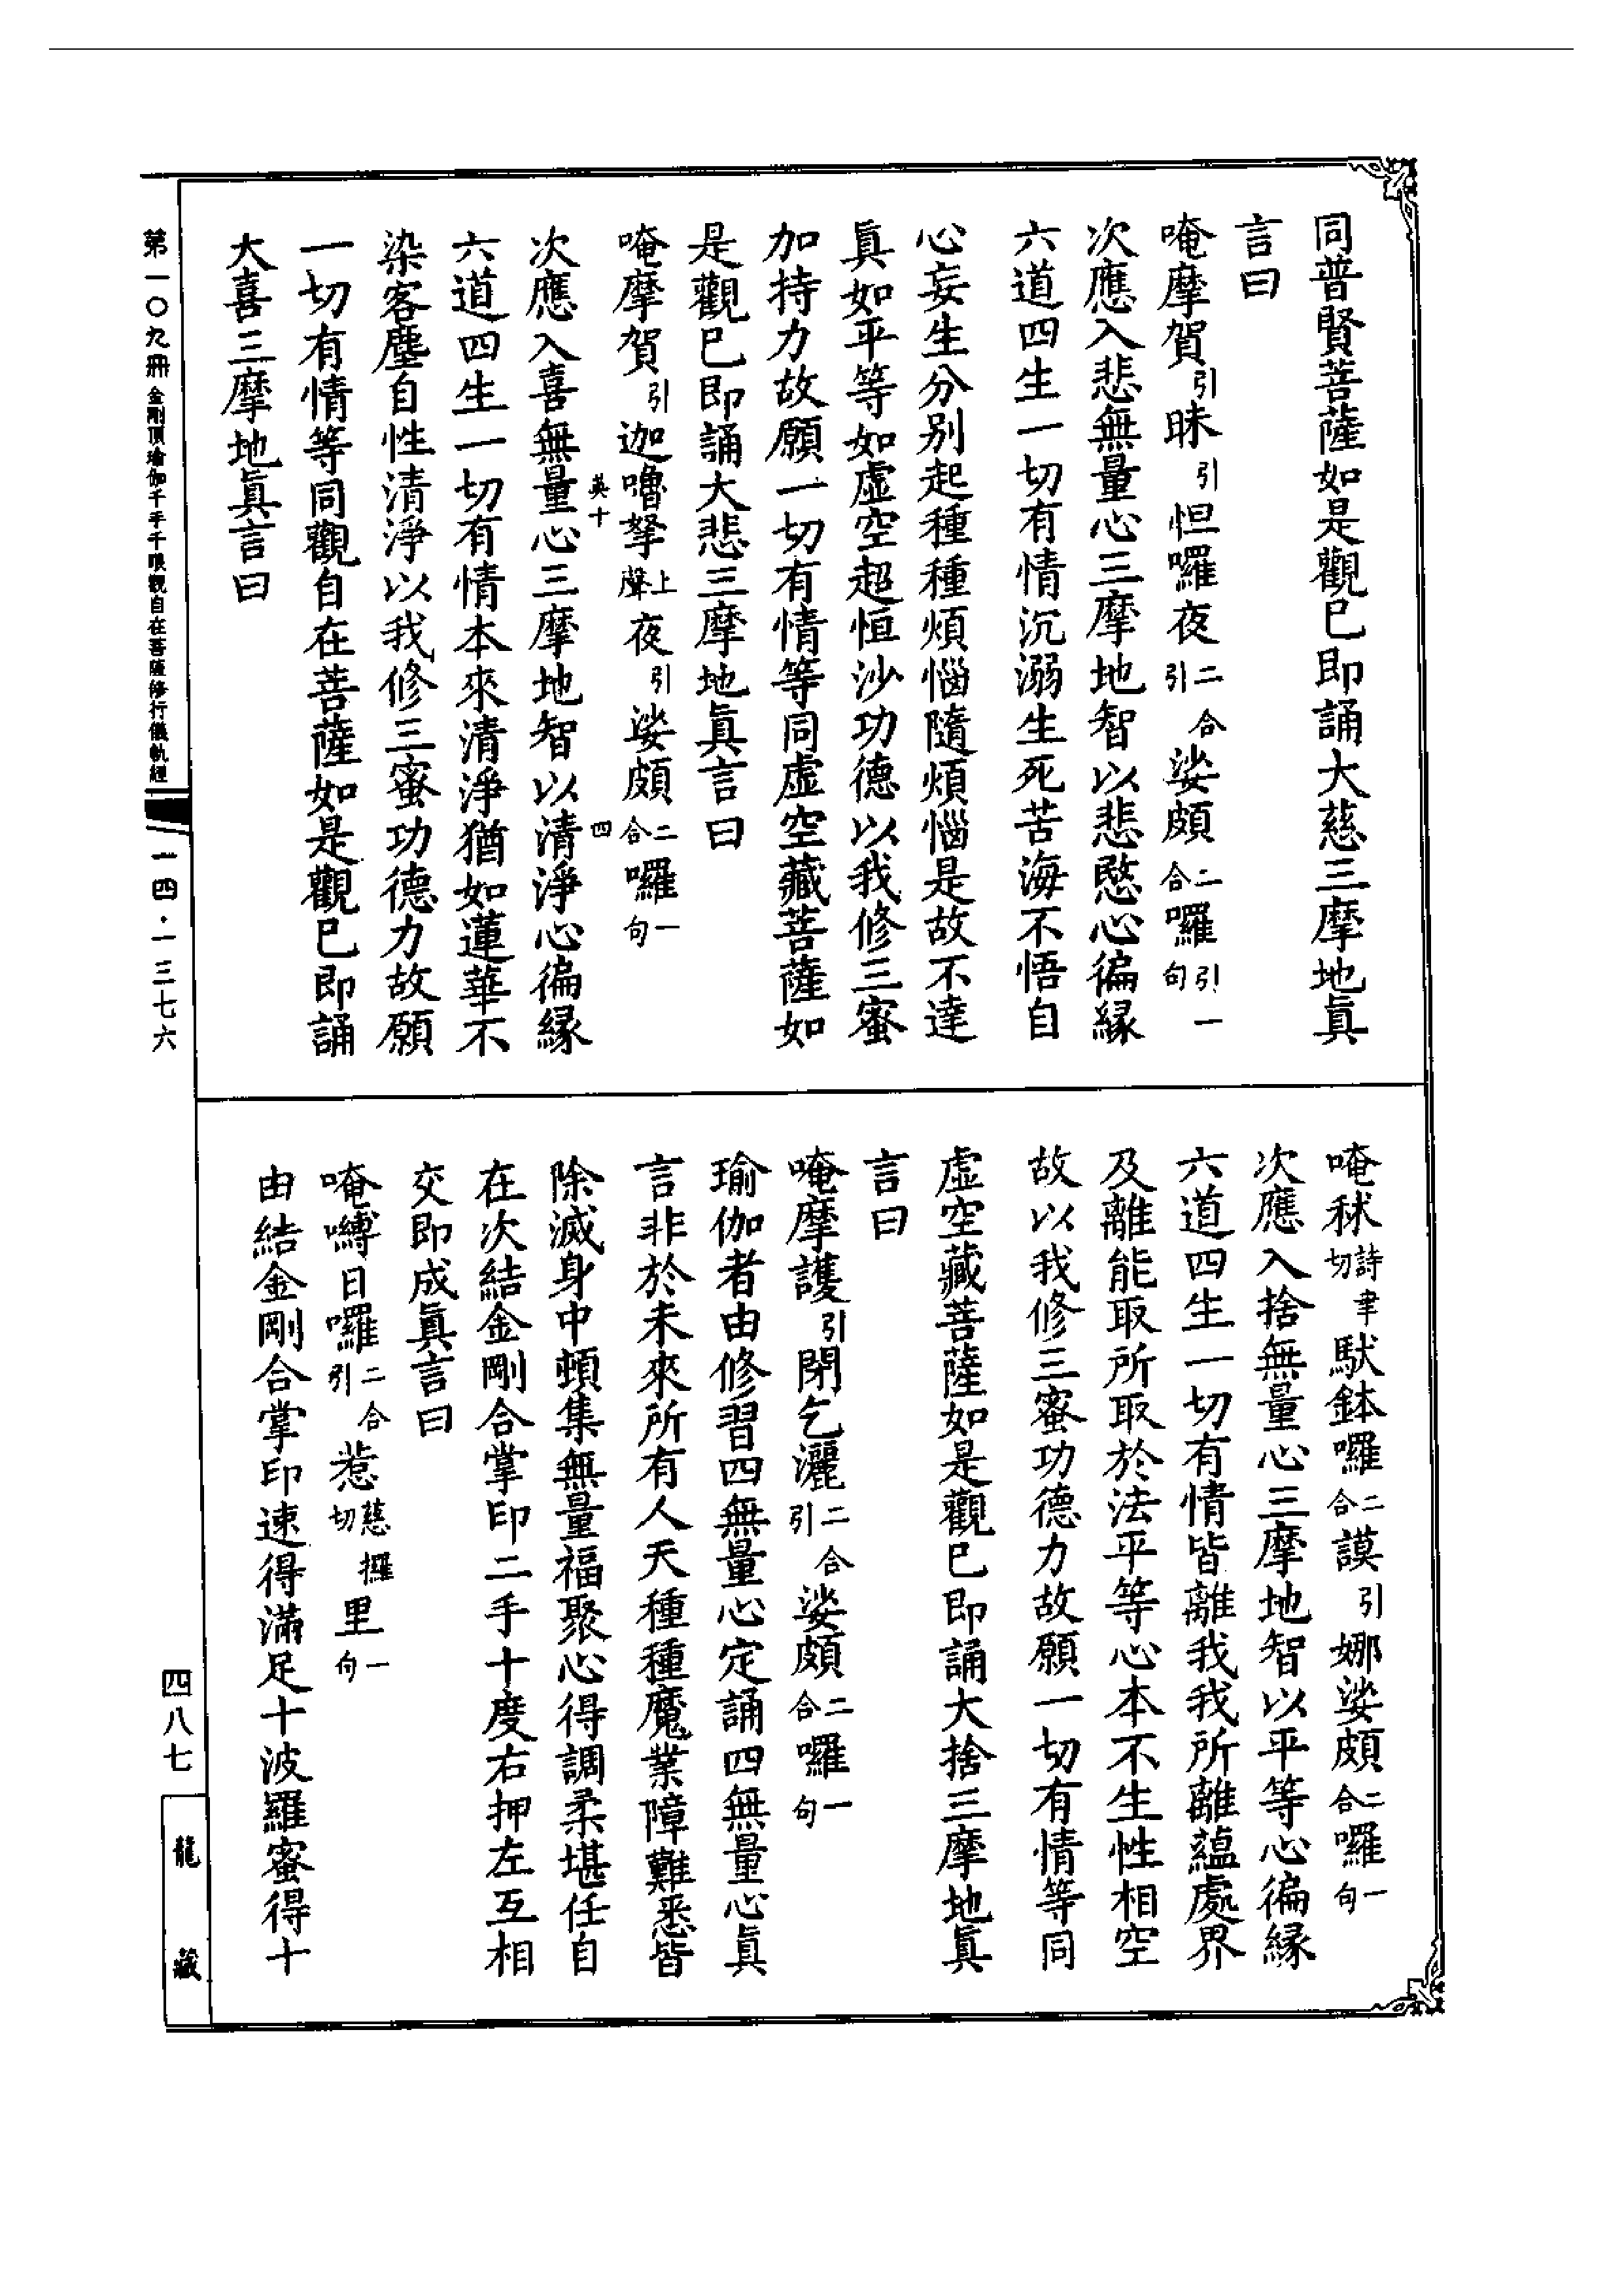 同普賢菩薩如是觀已即誦大慈三摩地眞
言曰
唵摩賀引昧引怛囉夜二合引娑頗二合囉引一句
次應入悲無量心三摩地智以悲愍心徧緣
六道四生一切有情沉溺生死苦海不悟自
心妄生分别起種種煩惱隨煩惱是故不達
眞如平等如虛空超恒沙功德以我修三蜜
加持力故願一切有情等同虛空藏菩薩如
是觀已即誦大悲三摩地眞言曰
唵摩賀引迦嚕拏上聲夜引娑頗二合囉一句
英十 四
次應入喜無量心三摩地智以清淨心徧緣
六道四生一切有情本來清淨猶如蓮華不
染客塵自性清淨以我修三蜜功德力故願
一切有情等同觀自在菩薩如是觀已即誦
大喜三摩地眞言曰
唵秫詩聿切馱鉢囉二合謨引娜娑頗二合囉一句
次應入捨無量心三摩地智以平等心徧緣
六道四生一切有情皆離我我所離蘊處界
及離能取所取於法平等心本不生性相空
故以我修三蜜功德力故願一切有情等同
虛空藏菩薩如是觀已即誦大捨三摩地眞
言曰
唵摩護引閉乞灑二合引娑頗二合囉一句
瑜伽者由修習四無量心定誦四無量心眞
言非於未來所有人天種種魔業障難悉皆
除滅身中頓集無量福聚心得調柔堪任自
在次結金剛合掌印二手十度右押左互相
交即成眞言曰
唵嚩日囉二合引惹慈攞切里一句
由結金剛合掌印速得滿足十波羅蜜得十
第一〇九冊 金剛頂瑜伽千手千眼觀自在菩薩修行儀軌經
一四·一三七六
四八七
龍藏